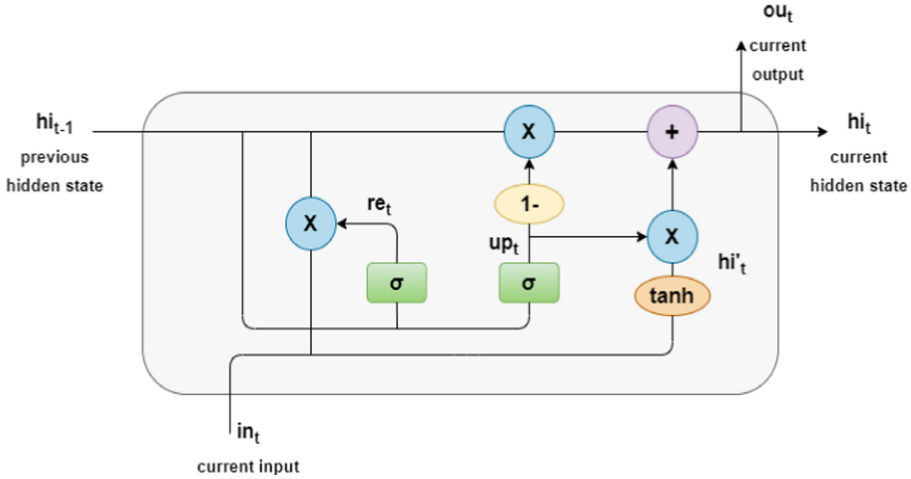 ou_t
current
output
hi_t-1
previous
hidden state
X
+
hi_t
current
hidden state
1-
re_t
X
up_t
X
hi'_t
σ
σ
tanh
in_t
current input